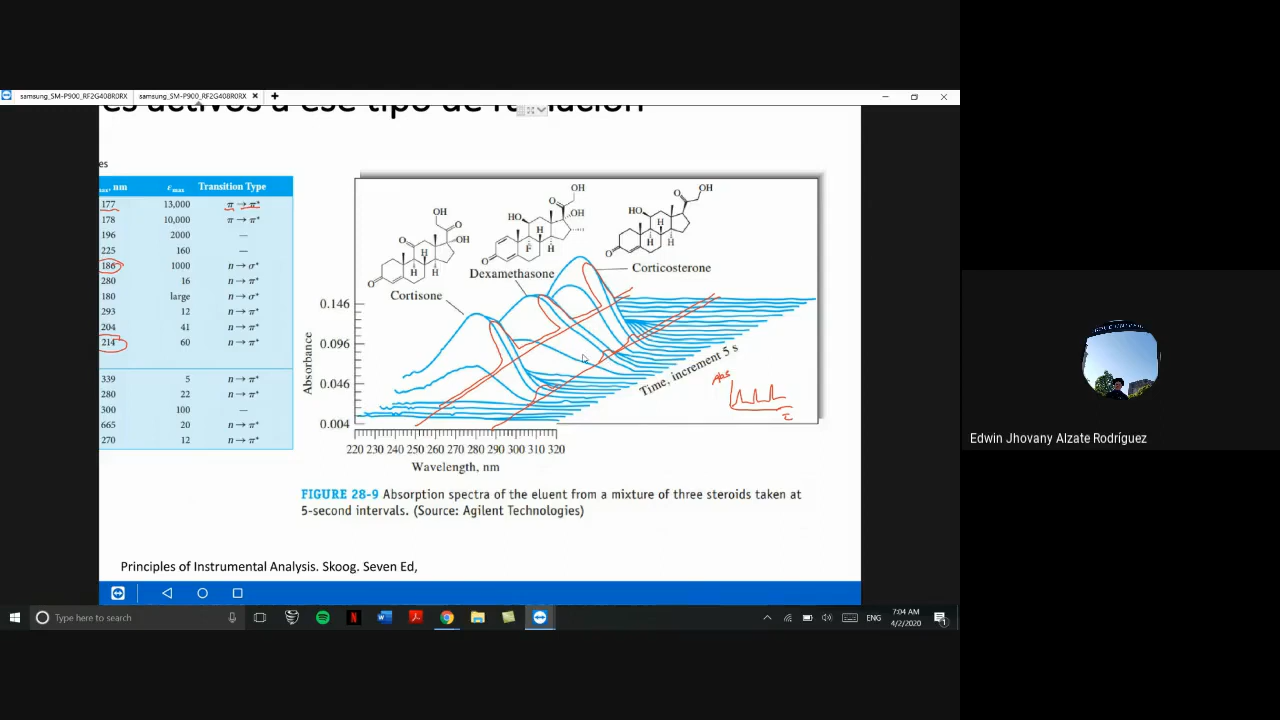 samsung_SM-P900_RF2G408R0RX samsung_SM-P900_RF2G408R0RX
es activos a ese tipo de
es
nm εmax Transition Type
177 13,000 π → π*
178 10,000 π → π*
196 2000 —
225 160 —
186 1000 n → σ*
280 16 n → π*
180 large n → σ*
293 12 n → π*
204 41 n → π*
214 60 n → π*
339 5 n → π*
280 22 n → π*
300 100 —
665 20 n → π*
270 12 n → π*
OH
O
OH
O
H
H
H
O
Cortisone
OH
O
HO
OH
F
H
H
O
Dexamethasone
OH
O
HO
H
H
H
O
Corticosterone
Absorbance
0.146
0.096
0.046
0.004
220 230 240 250 260 270 280 290 300 310 320
Wavelength, nm
Time, increment 5 s
Abs
FIGURE 28-9 Absorption spectra of the eluent from a mixture of three steroids taken at
5-second intervals. (Source: Agilent Technologies)
Principles of Instrumental Analysis. Skoog. Seven Ed,
Edwin Jhovany Alzate Rodríguez
Type here to search
ENG
7:04 AM
4/2/2020